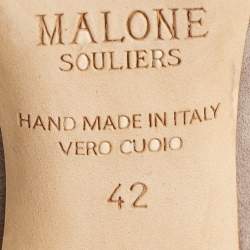 MALONE
SOULIERS
HAND MADE IN ITALY
VERO CUOIO
42